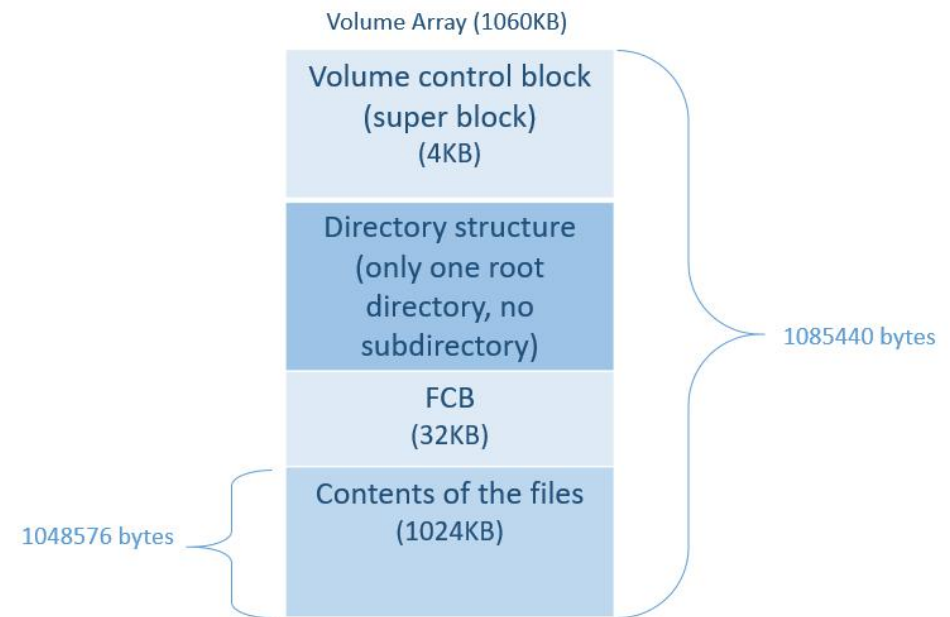 Volume Array (1060KB)
Volume control block
(super block)
(4KB)
Directory structure
(only one root
directory, no
subdirectory)
1085440 bytes
FCB
(32KB)
Contents of the files
(1024KB)
1048576 bytes